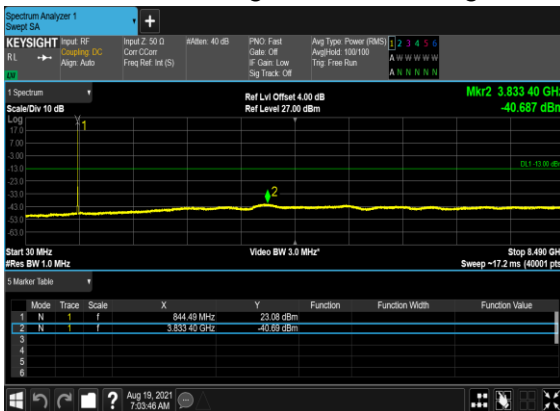 Spectrum Analyzer 1
Swept SA
+
KEYSIGHT Input: RF Input Z: 50 Ω #Atten: 40 dB PNO: Fast Avg Type: Power (RMS) 1 2 3 4 5 6
RL Coupling: DC Corr CCorr Gate: Off Avg|Hold: 100/100 A W W W W W
Align: Auto Freq Ref: Int (S) IF Gain: Low Trig: Free Run
Sig Track: Off A N N N N N
LV
1 Spectrum Ref Lvl Offset 4.00 dB Mkr2 3.833 40 GHz
Scale/Div 10 dB Ref Level 27.00 dBm -40.687 dBm
Log
17.0
7.00
-3.00
-13.0 DL1 -13.00 dBm
-23.0
-33.0
-43.0
-53.0
-63.0
1
2
Start 30 MHz Video BW 3.0 MHz* Stop 8.490 GHz
#Res BW 1.0 MHz Sweep ~17.2 ms (40001 pts)
5 Marker Table
Mode Trace Scale X Y Function Function Width Function Value
1 N 1 f 844.49 MHz 23.08 dBm
2 N 1 f 3.833 40 GHz -40.69 dBm
3
4
5
6
? Aug 19, 2021
7:03:46 AM